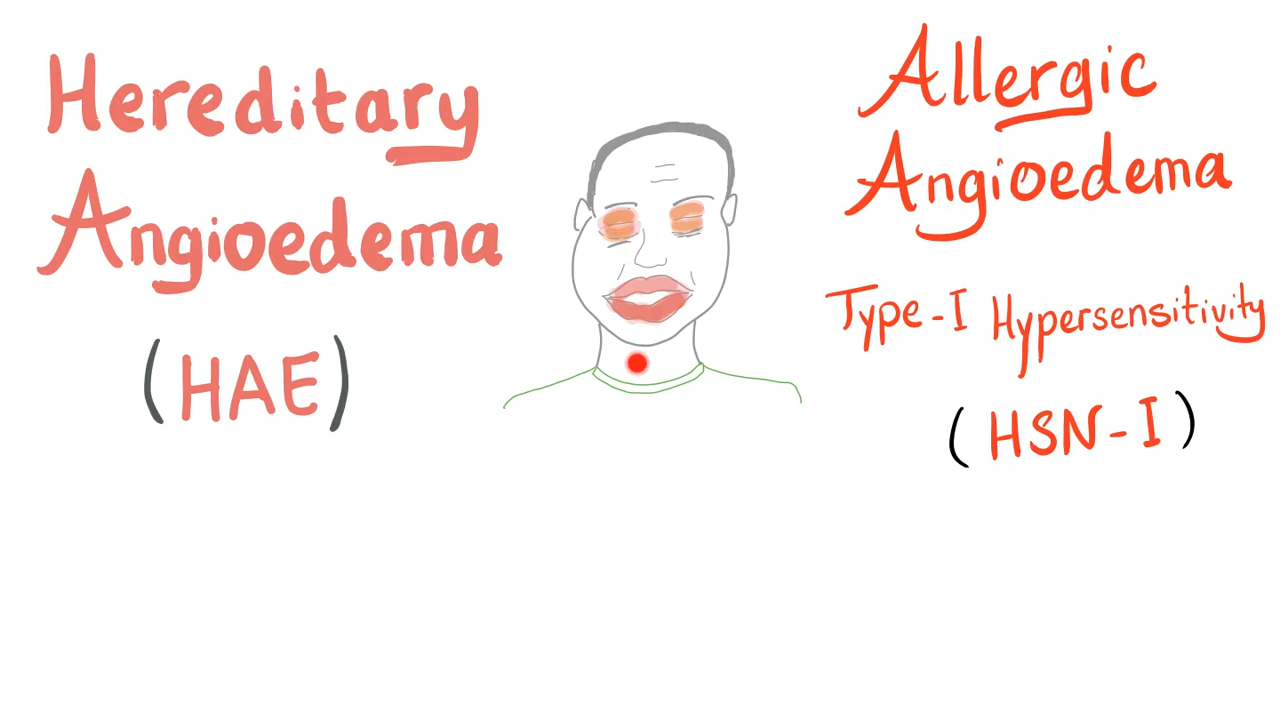 Hereditary
Angioedema
(HAE)
Allergic
Angioedema
Type-I Hypersensitivity
(HSN-I)